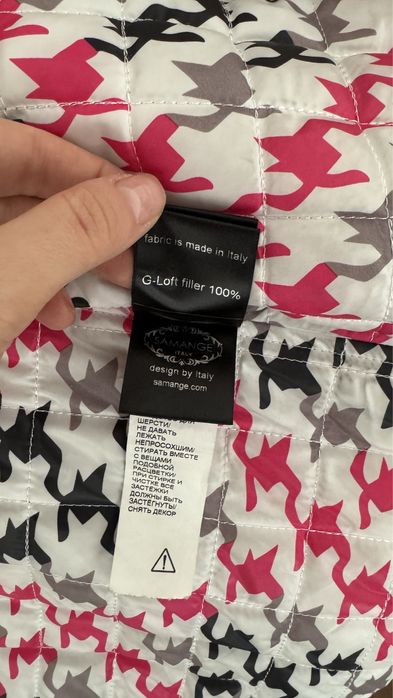 fabric is made in Italy
G-Loft filler 100%
SAMANGE
ITALY
design by Italy
samange.com
ШЕРСТИ/
НЕ ДАВАТЬ
ЛЕЖАТЬ
НЕПРОСОХШИМ/
СТИРАТЬ ВМЕСТЕ
С ВЕЩАМИ
ПОДОБНОЙ
РАСЦВЕТКИ/
ПРИ СТИРКЕ И
ЧИСТКЕ ВСЕ
ЗАСТЁЖКИ
ДОЛЖНЫ БЫТЬ
ЗАСТЁГНУТЫ/
СНЯТЬ ДЕКОР